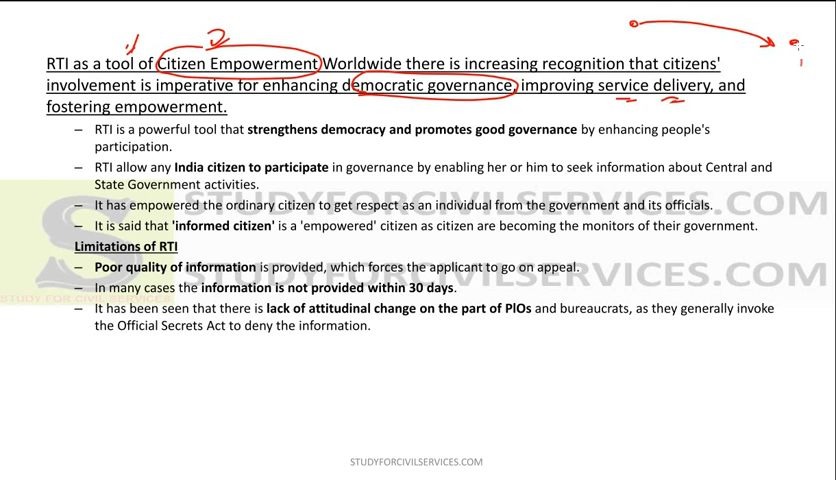 RTI as a tool of Citizen Empowerment Worldwide there is increasing recognition that citizens'
involvement is imperative for enhancing democratic governance, improving service delivery, and
fostering empowerment.
– RTI is a powerful tool that strengthens democracy and promotes good governance by enhancing people's
participation.
– RTI allow any India citizen to participate in governance by enabling her or him to seek information about Central and
State Government activities.
– It has empowered the ordinary citizen to get respect as an individual from the government and its officials.
– It is said that 'informed citizen' is a 'empowered' citizen as citizen are becoming the monitors of their government.
Limitations of RTI
– Poor quality of information is provided, which forces the applicant to go on appeal.
– In many cases the information is not provided within 30 days.
– It has been seen that there is lack of attitudinal change on the part of PIOs and bureaucrats, as they generally invoke
the Official Secrets Act to deny the information.
STUDYFORCIVILSERVICES.COM
STUDYFORCIVILSERVICES.COM
STUDY FOR CIVIL SERVICES
STUDYFORCIVILSERVICES.COM